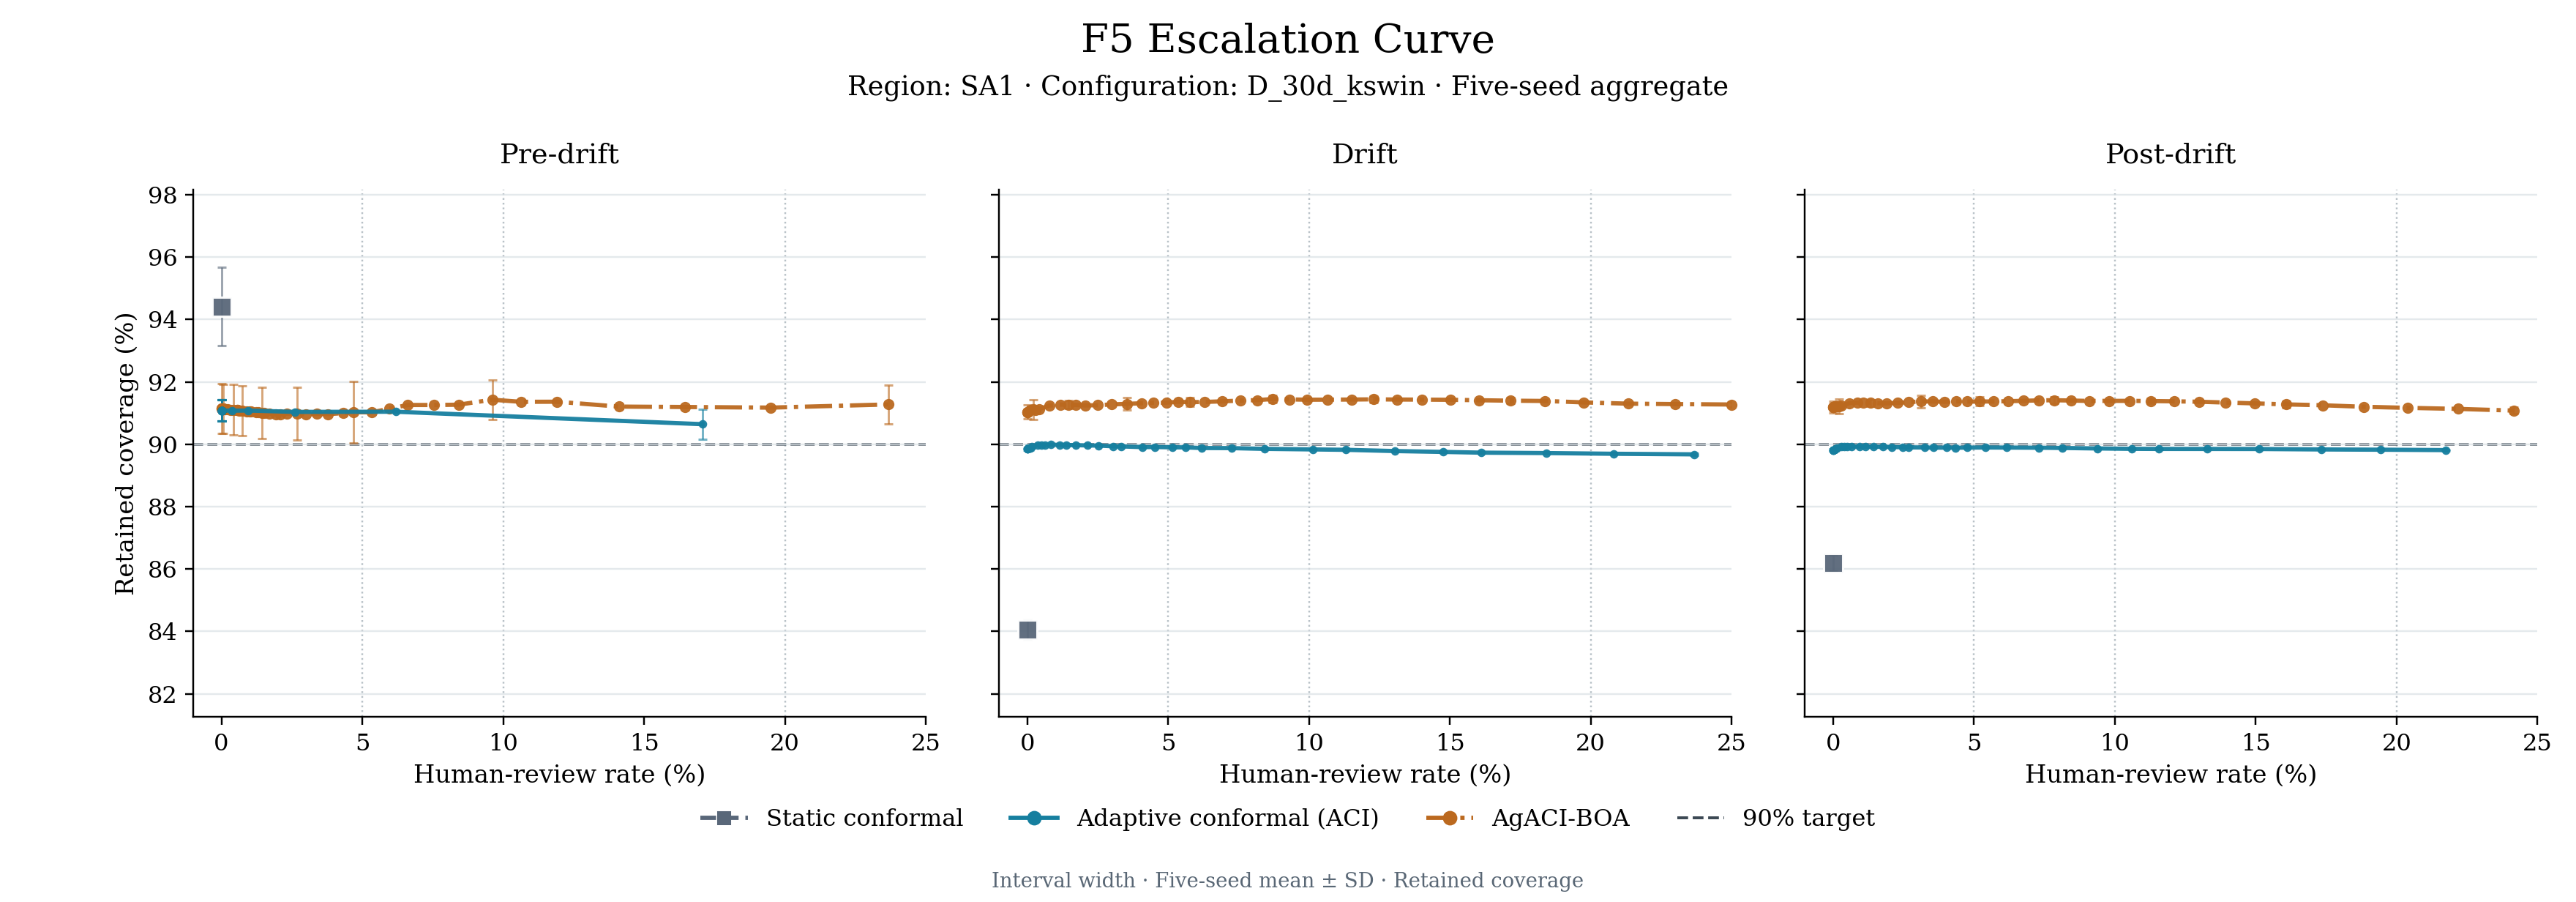 F5 Escalation Curve
Region: SA1 · Configuration: D_30d_kswin · Five-seed aggregate
Pre-drift
Drift
Post-drift
Retained coverage (%)
98
96
94
92
90
88
86
84
82
0 5 10 15 20 25
0 5 10 15 20 25
0 5 10 15 20 25
Human-review rate (%)
Human-review rate (%)
Human-review rate (%)
Static conformal
Adaptive conformal (ACI)
AgACI-BOA
90% target
Interval width · Five-seed mean ± SD · Retained coverage